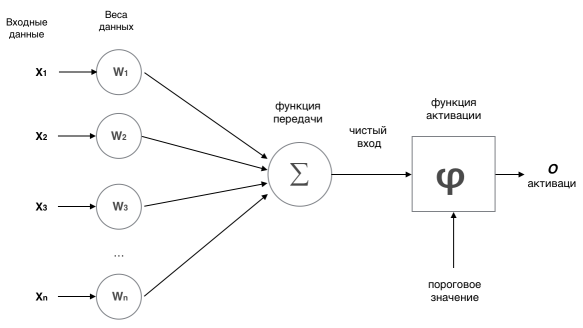 Входные
данные
Веса
данных
X1
W1
X2
W2
X3
W3
...
Xn
Wn
функция
передачи
Σ
чистый
вход
функция
активации
φ
O
активаци
пороговое
значение